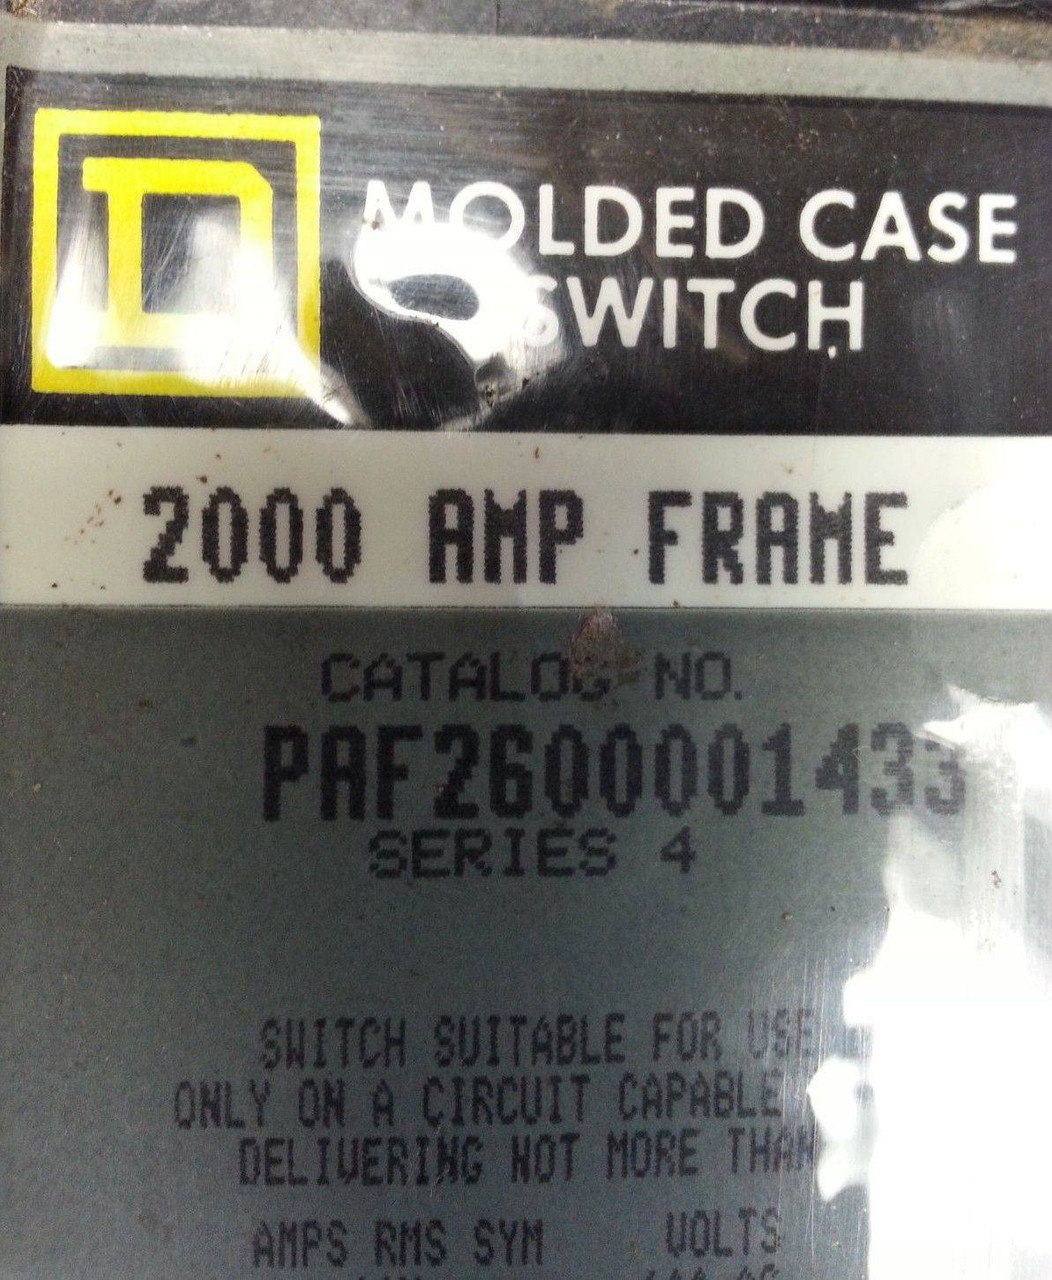 D
MOLDED CASE
SWITCH
2000 AMP FRAME
CATALOG NO.
PAF2600001433
SERIES 4
SWITCH SUITABLE FOR USE
ONLY ON A CIRCUIT CAPABLE
DELIVERING NOT MORE THAN
AMPS RMS SYM VOLTS